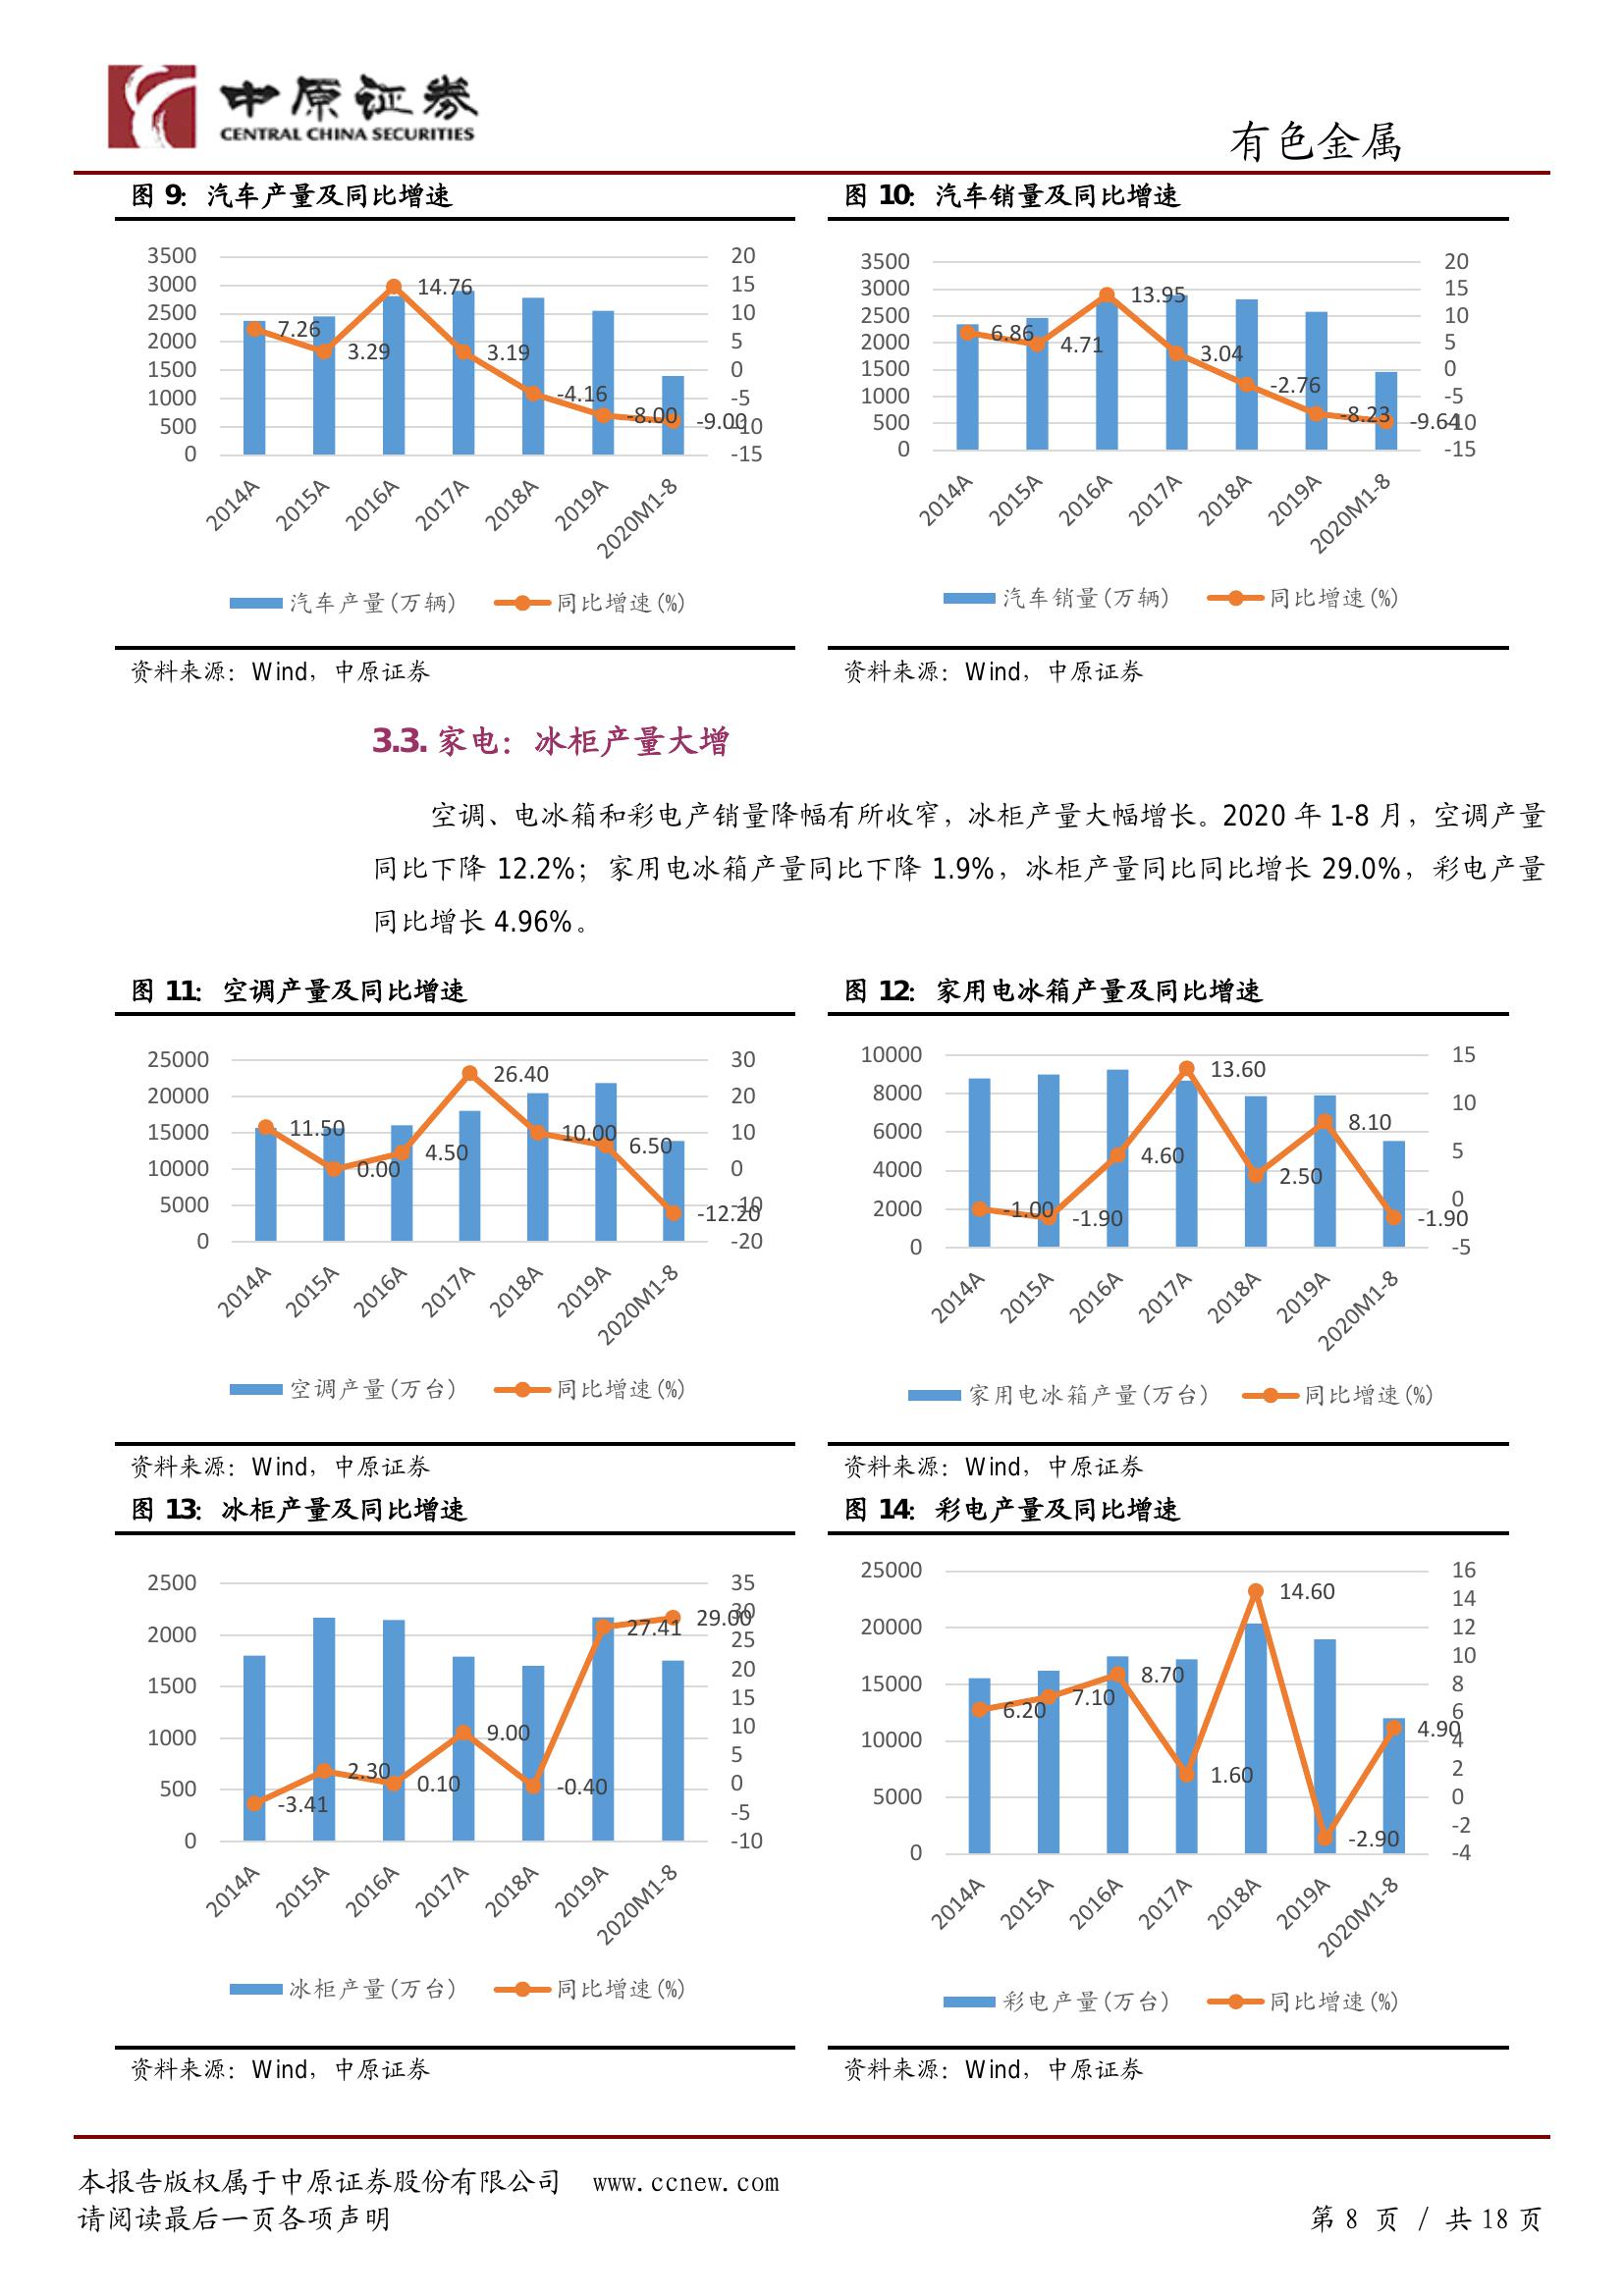 中原证券
CENTRAL CHINA SECURITIES
有色金属
图 9：汽车产量及同比增速
3500
3000
2500
2000
1500
1000
500
0
20
15
10
5
0
-5
-10
-15
7.26
3.29
14.76
3.19
-4.16
-8.00
-9.00
2014A
2015A
2016A
2017A
2018A
2019A
2020M1-8
汽车产量(万辆)
同比增速(%)
资料来源：Wind，中原证券
图 10：汽车销量及同比增速
3500
3000
2500
2000
1500
1000
500
0
20
15
10
5
0
-5
-10
-15
6.86
4.71
13.95
3.04
-2.76
-8.23
-9.64
2014A
2015A
2016A
2017A
2018A
2019A
2020M1-8
汽车销量(万辆)
同比增速(%)
资料来源：Wind，中原证券
3.3. 家电：冰柜产量大增
空调、电冰箱和彩电产销量降幅有所收窄，冰柜产量大幅增长。2020 年 1-8 月，空调产量
同比下降 12.2%；家用电冰箱产量同比下降 1.9%，冰柜产量同比同比增长 29.0%，彩电产量
同比增长 4.96%。
图 11：空调产量及同比增速
25000
20000
15000
10000
5000
0
30
20
10
0
-10
-20
11.50
0.00
4.50
26.40
10.00
6.50
-12.20
2014A
2015A
2016A
2017A
2018A
2019A
2020M1-8
空调产量(万台)
同比增速(%)
资料来源：Wind，中原证券
图 12：家用电冰箱产量及同比增速
10000
8000
6000
4000
2000
0
15
10
5
0
-5
-1.00
-1.90
4.60
13.60
2.50
8.10
-1.90
2014A
2015A
2016A
2017A
2018A
2019A
2020M1-8
家用电冰箱产量(万台)
同比增速(%)
资料来源：Wind，中原证券
图 13：冰柜产量及同比增速
2500
2000
1500
1000
500
0
35
30
25
20
15
10
5
0
-5
-10
-3.41
2.30
0.10
9.00
-0.40
27.41
29.00
2014A
2015A
2016A
2017A
2018A
2019A
2020M1-8
冰柜产量(万台)
同比增速(%)
资料来源：Wind，中原证券
图 14：彩电产量及同比增速
25000
20000
15000
10000
5000
0
16
14
12
10
8
6
4
2
0
-2
-4
6.20
7.10
8.70
1.60
14.60
-2.90
4.90
2014A
2015A
2016A
2017A
2018A
2019A
2020M1-8
彩电产量(万台)
同比增速(%)
资料来源：Wind，中原证券
本报告版权属于中原证券股份有限公司 www.ccnew.com
请阅读最后一页各项声明
第 8 页 / 共 18 页